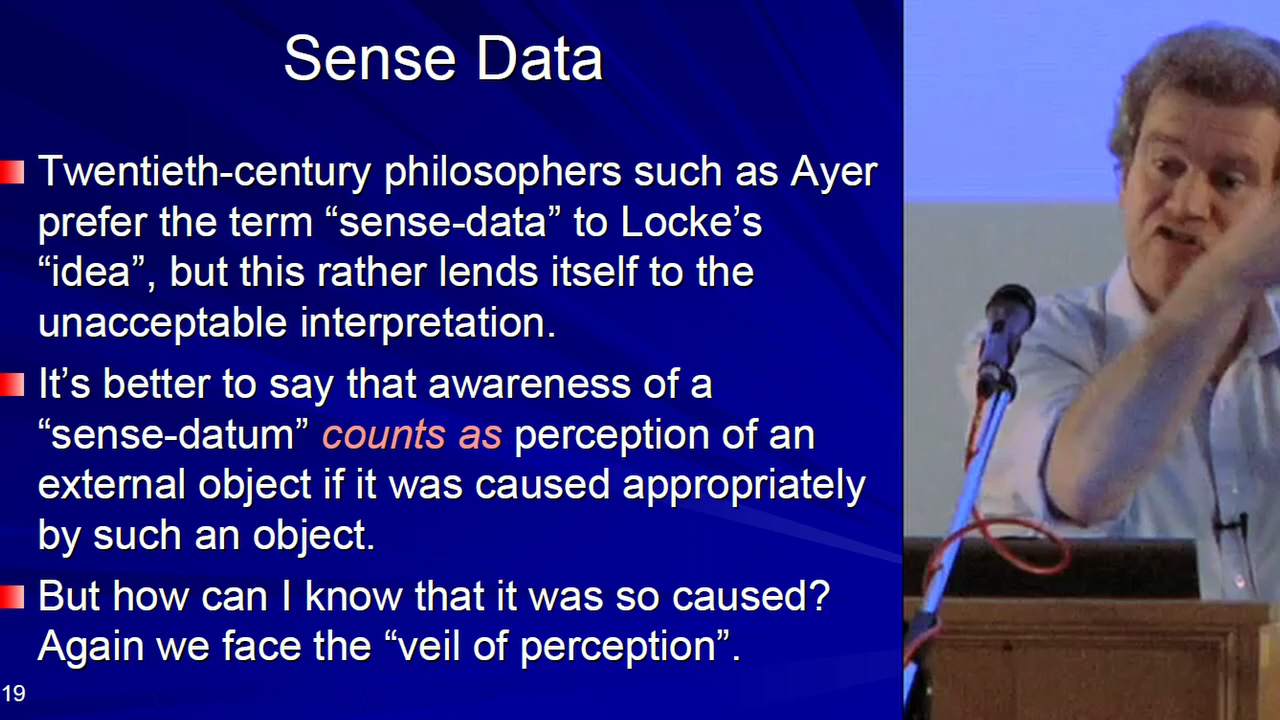 Sense Data
Twentieth-century philosophers such as Ayer
prefer the term “sense-data” to Locke’s
“idea”, but this rather lends itself to the
unacceptable interpretation.
It’s better to say that awareness of a
“sense-datum” counts as perception of an
external object if it was caused appropriately
by such an object.
But how can I know that it was so caused?
Again we face the “veil of perception”.
19